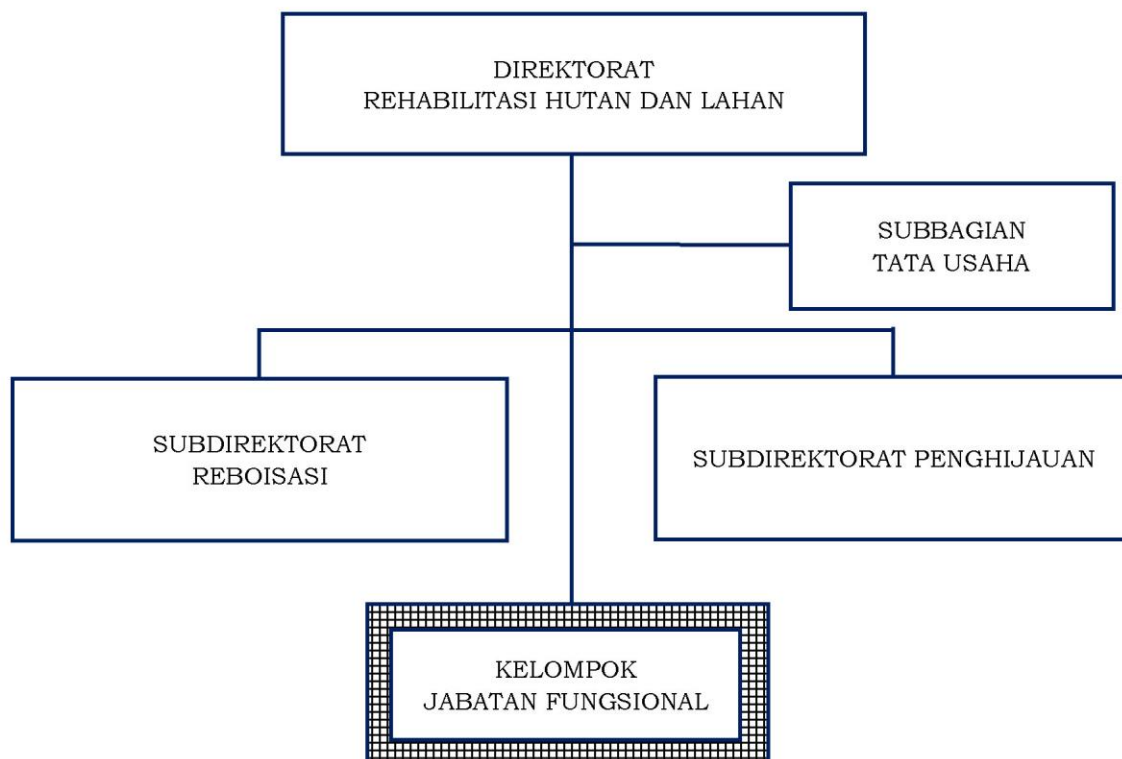 DIREKTORAT
REHABILITASI HUTAN DAN LAHAN
SUBBAGIAN
TATA USAHA
SUBDIREKTORAT
REBOISASI
SUBDIREKTORAT PENGHIJAUAN
KELOMPOK
JABATAN FUNGSIONAL